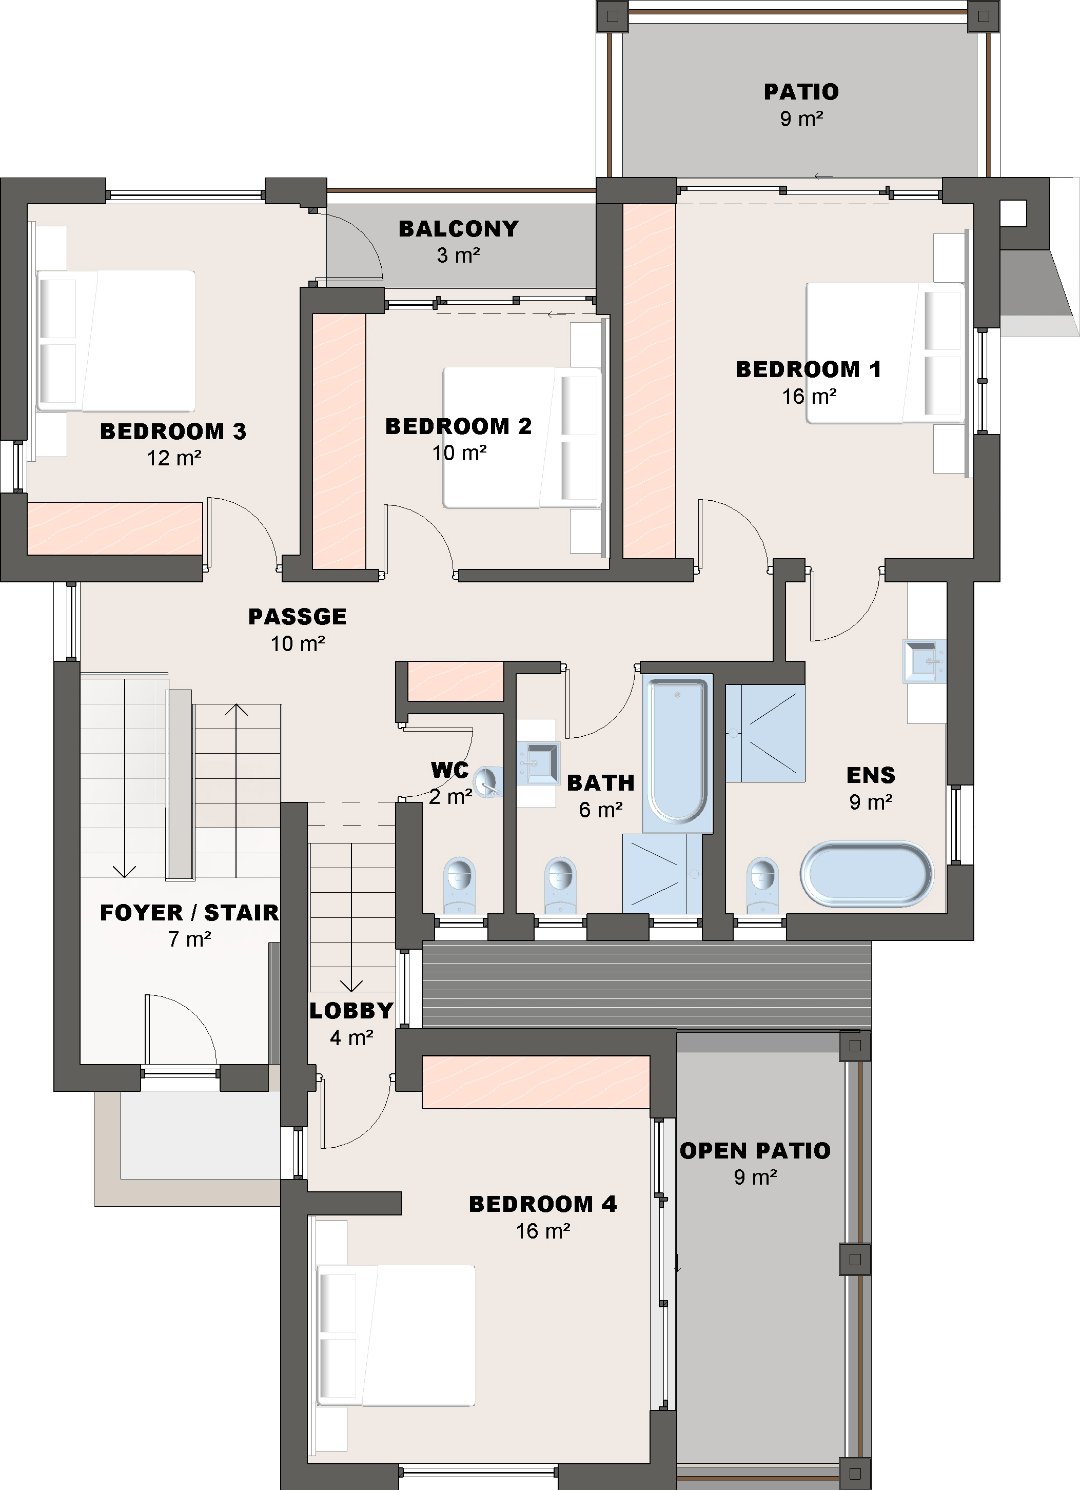 PATIO
9 m²
BALCONY
3 m²
BEDROOM 1
16 m²
BEDROOM 2
10 m²
BEDROOM 3
12 m²
PASSGE
10 m²
WC
2 m²
BATH
6 m²
ENS
9 m²
FOYER / STAIR
7 m²
LOBBY
4 m²
OPEN PATIO
9 m²
BEDROOM 4
16 m²